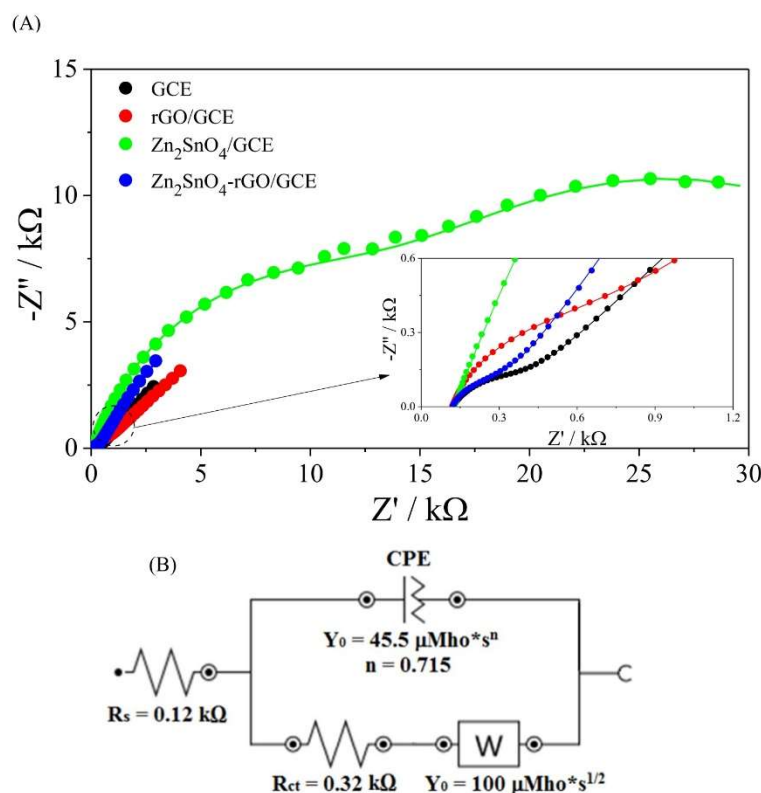 (A)
15
10
5
0
-Z" / kΩ
GCE
rGO/GCE
Zn₂SnO₄/GCE
Zn₂SnO₄-rGO/GCE
0.6
0.3
0.0
-Z" / kΩ
0.0 0.3 0.6 0.9 1.2
Z' / kΩ
0 5 10 15 20 25 30
Z' / kΩ
(B)
CPE
Y₀ = 45.5 μMho*sⁿ
n = 0.715
Rs = 0.12 kΩ
W
Rct = 0.32 kΩ
Y₀ = 100 μMho*s^1/2